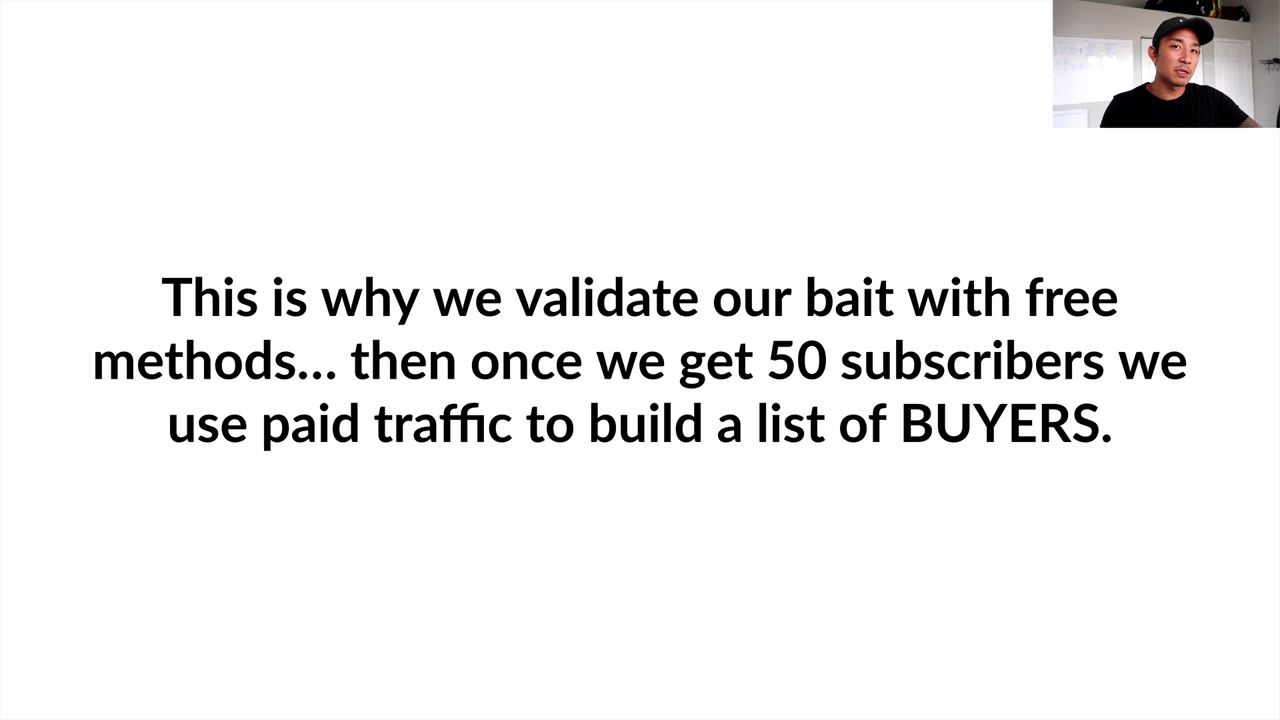 This is why we validate our bait with free
methods... then once we get 50 subscribers we
use paid traffic to build a list of BUYERS.